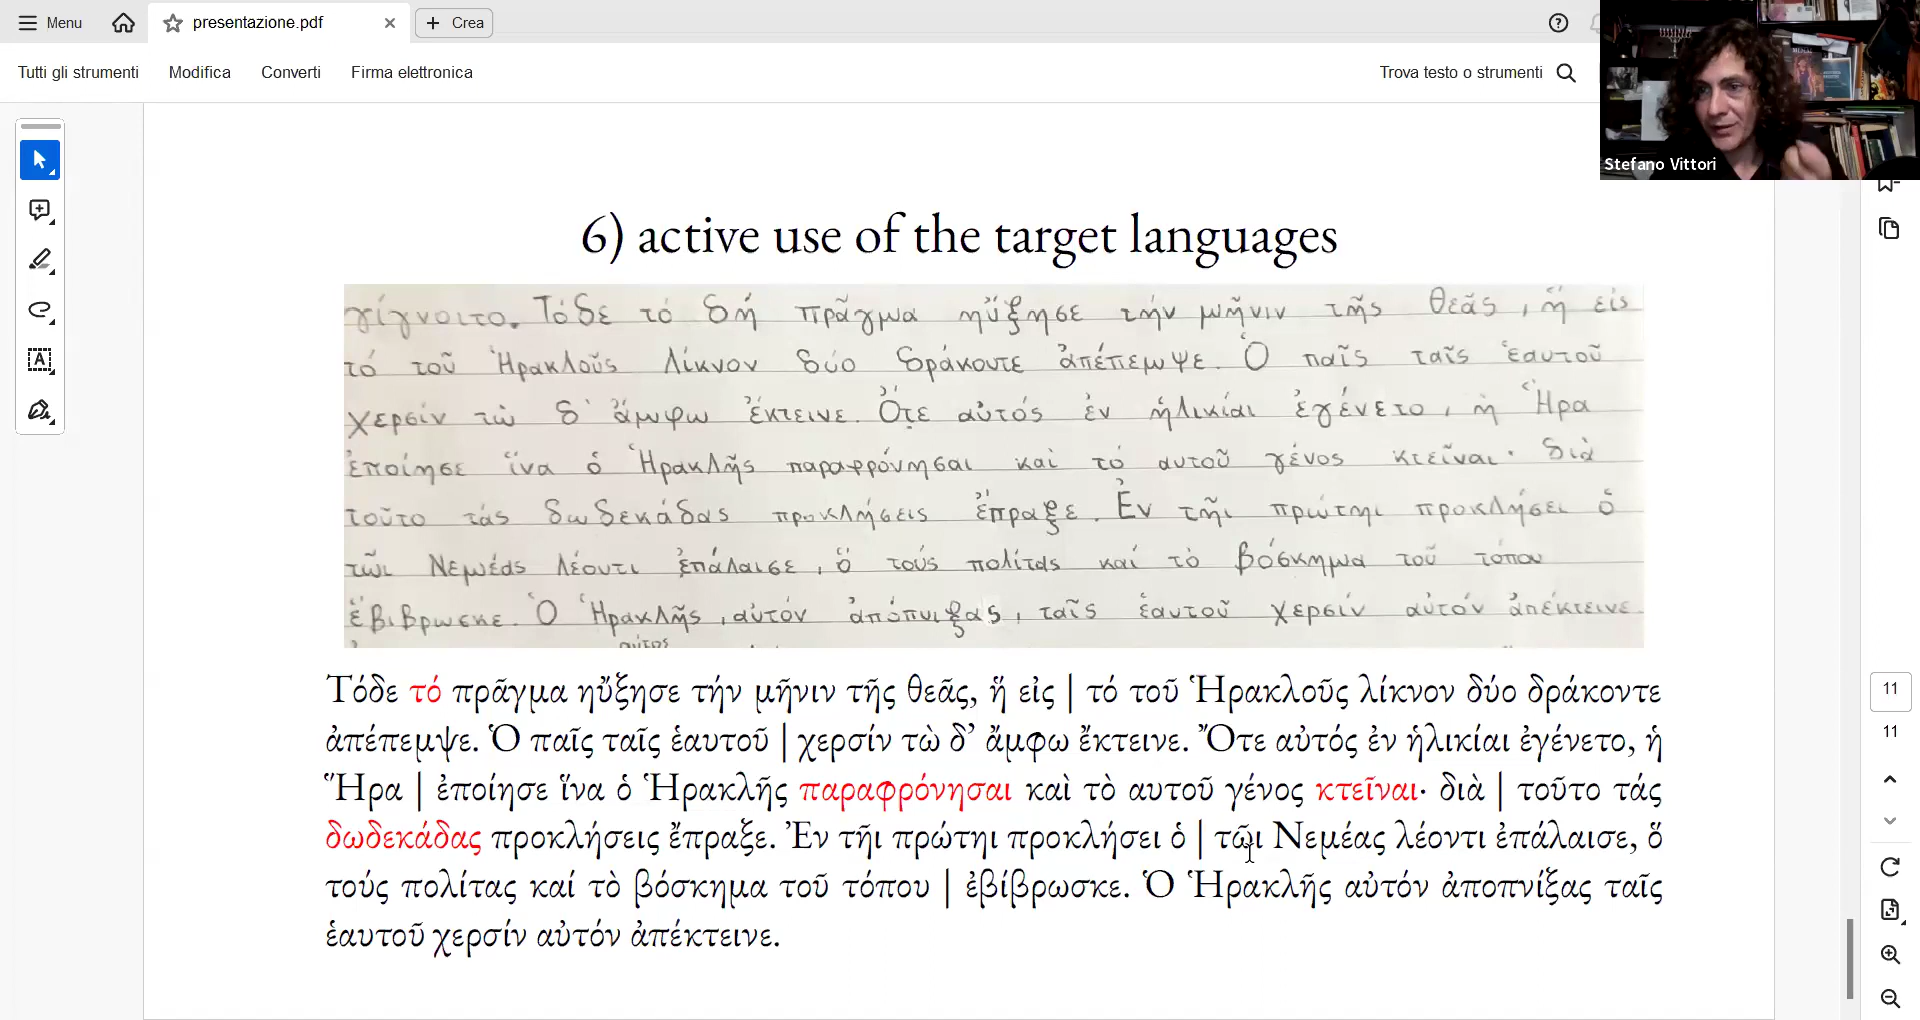 Menu
presentazione.pdf
Crea
Tutti gli strumenti Modifica Converti Firma elettronica
Trova testo o strumenti
Stefano Vittori
6) active use of the target languages
γίγνοιτο. Τόδε τό δή πρᾶγμα ηὔξησε τήν μῆνιν τῆς θεᾶς, ἥ εἰς
τό τοῦ Ἡρακλοῦς λίκνον δύο δράκοντε ἀπέπεμψε. Ὁ παῖς ταῖς ἑαυτοῦ
χερσίν τὼ δ' ἄμφω ἔκτεινε. Ὅτε αὐτός ἐν ἡλικίαι ἐγένετο, ἡ Ἥρα
ἐποίησε ἵνα ὁ Ἡρακλῆς παραφρόνησαι καὶ τό αυτοῦ γένος κτεῖναι· διὰ
τοῦτο τάς δωδεκάδας προκλήσεις ἔπραξε. Ἐν τῆι πρώτηι προκλήσει ὁ
τῶι Νεμέας λέοντι ἐπάλαισε, ὅ τούς πολίτας καί τὸ βόσκημα τοῦ τόπου
ἐβίβρωσκε. Ὁ Ἡρακλῆς, αὐτόν ἀπόπνιξας, ταῖς ἑαυτοῦ χερσίν αὐτόν ἀπέκτεινε.
αὐτος
Τόδε τό πρᾶγμα ηὔξησε τήν μῆνιν τῆς θεᾶς, ἥ εἰς | τό τοῦ Ἡρακλοῦς λίκνον δύο δράκοντε
ἀπέπεμψε. Ὁ παῖς ταῖς ἑαυτοῦ | χερσίν τὼ δ’ ἄμφω ἔκτεινε. Ὅτε αὐτός ἐν ἡλικίαι ἐγένετο, ἡ
Ἥρα | ἐποίησε ἵνα ὁ Ἡρακλῆς παραφρόνησαι καὶ τὸ αυτοῦ γένος κτεῖναι· διὰ | τοῦτο τάς
δωδεκάδας προκλήσεις ἔπραξε. Ἐν τῆι πρώτηι προκλήσει ὁ | τῶι Νεμέας λέοντι ἐπάλαισε, ὅ
τούς πολίτας καί τὸ βόσκημα τοῦ τόπου | ἐβίβρωσκε. Ὁ Ἡρακλῆς αὐτόν ἀποπνίξας ταῖς
ἑαυτοῦ χερσίν αὐτόν ἀπέκτεινε.
11
11